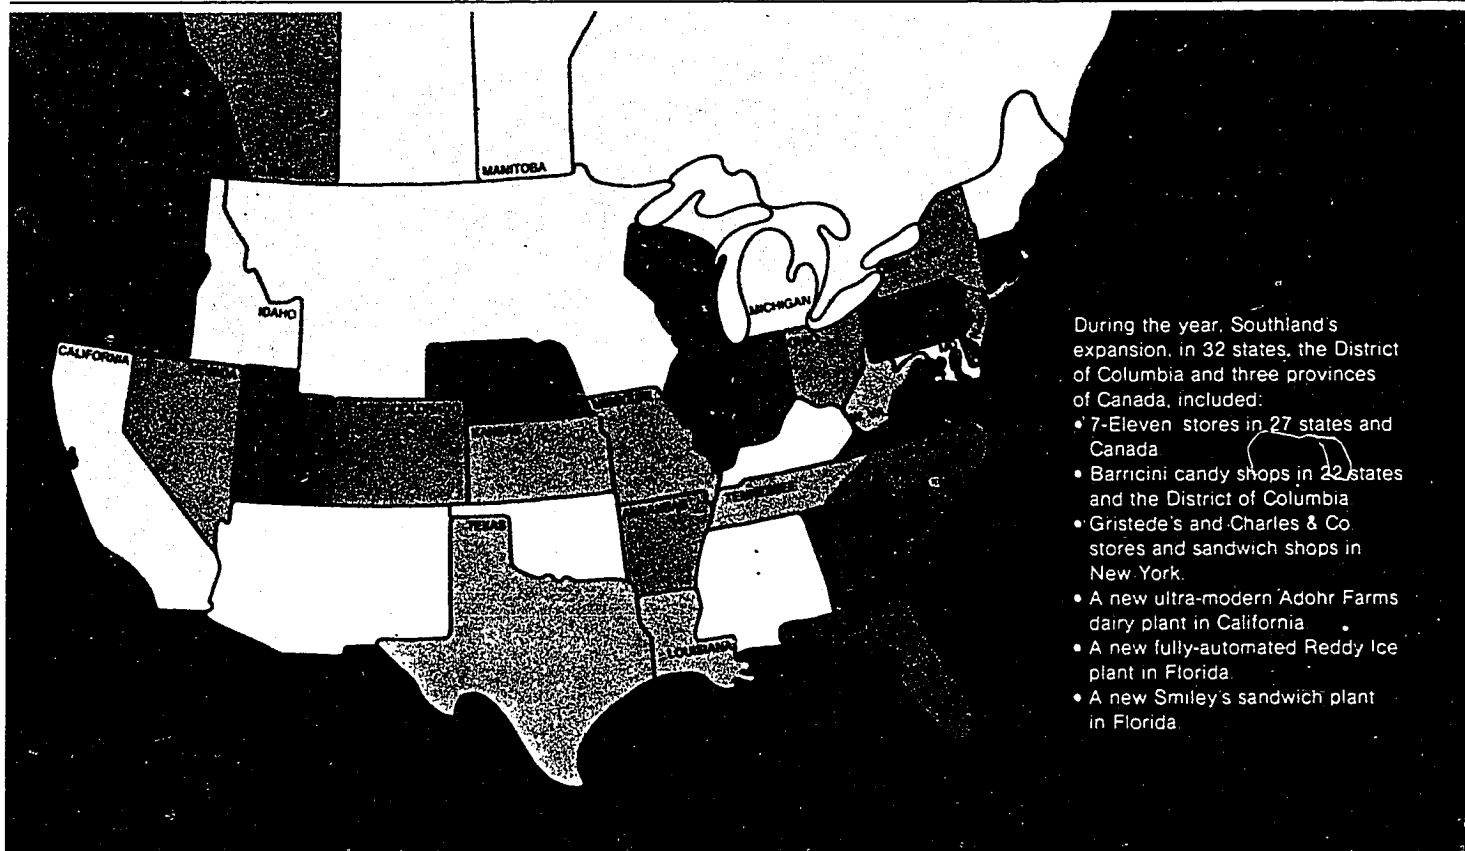 MANITOBA
IDAHO
MICHIGAN
CALIFORNIA
TEXAS
LOUISIANA
During the year, Southland's
expansion, in 32 states, the District
of Columbia and three provinces
of Canada, included:
• 7-Eleven stores in 27 states and
Canada
• Barricini candy shops in 22 states
and the District of Columbia
• Gristede's and Charles & Co.
stores and sandwich shops in
New York.
• A new ultra-modern Adohr Farms
dairy plant in California
• A new fully-automated Reddy Ice
plant in Florida.
• A new Smiley's sandwich plant
in Florida.